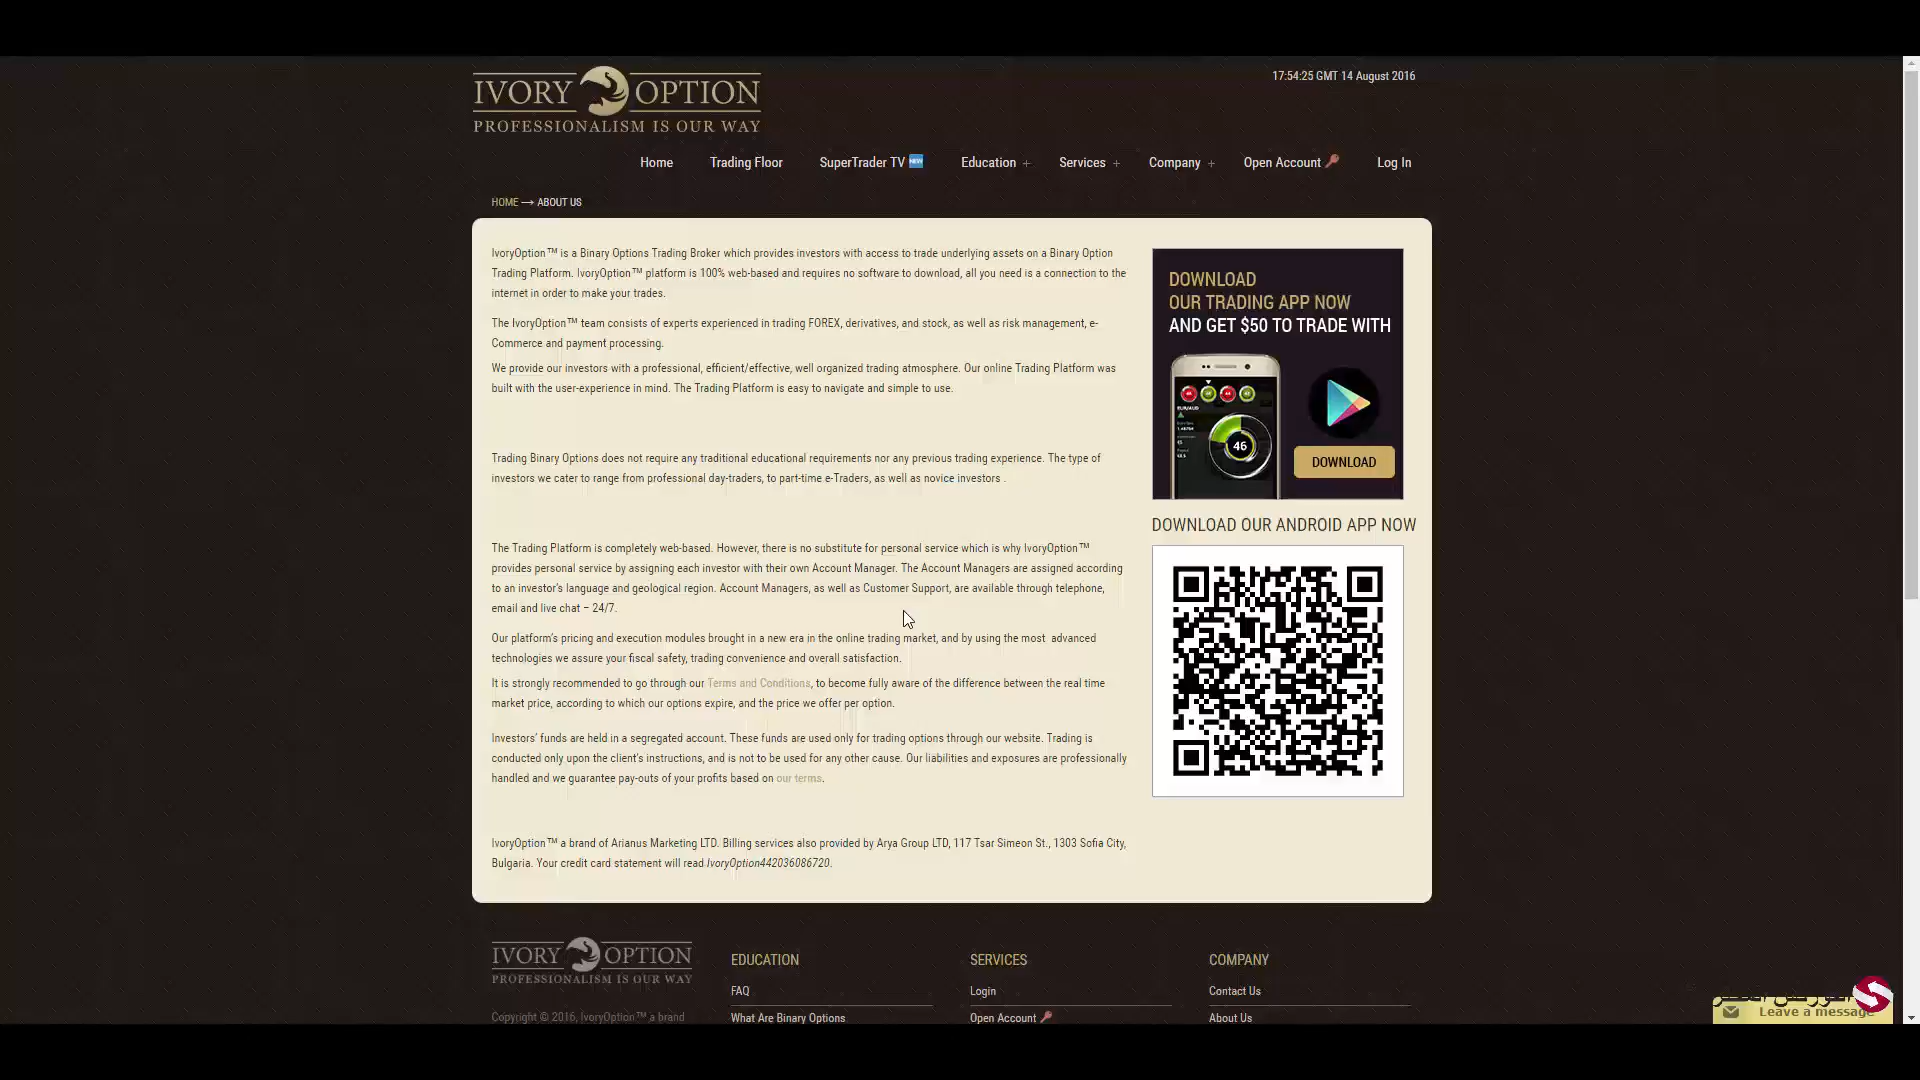 IVORY OPTION
PROFESSIONALISM IS OUR WAY
17:54:25 GMT 14 August 2016
Home Trading Floor SuperTrader TV NEW Education + Services + Company + Open Account Log In
HOME → ABOUT US
IvoryOption™ is a Binary Options Trading Broker which provides investors with access to trade underlying assets on a Binary Option
Trading Platform. IvoryOption™ platform is 100% web-based and requires no software to download, all you need is a connection to the
internet in order to make your trades.
The IvoryOption™ team consists of experts experienced in trading FOREX, derivatives, and stock, as well as risk management, e-
Commerce and payment processing.
We provide our investors with a professional, efficient/effective, well organized trading atmosphere. Our online Trading Platform was
built with the user-experience in mind. The Trading Platform is easy to navigate and simple to use.
Trading Binary Options does not require any traditional educational requirements nor any previous trading experience. The type of
investors we cater to range from professional day-traders, to part-time e-Traders, as well as novice investors .
The Trading Platform is completely web-based. However, there is no substitute for personal service which is why IvoryOption™
provides personal service by assigning each investor with their own Account Manager. The Account Managers are assigned according
to an investor's language and geological region. Account Managers, as well as Customer Support, are available through telephone,
email and live chat – 24/7.
Our platform's pricing and execution modules brought in a new era in the online trading market, and by using the most advanced
technologies we assure your fiscal safety, trading convenience and overall satisfaction.
It is strongly recommended to go through our Terms and Conditions, to become fully aware of the difference between the real time
market price, according to which our options expire, and the price we offer per option.
Investors' funds are held in a segregated account. These funds are used only for trading options through our website. Trading is
conducted only upon the client's instructions, and is not to be used for any other cause. Our liabilities and exposures are professionally
handled and we guarantee pay-outs of your profits based on our terms.
IvoryOption™ a brand of Arianus Marketing LTD. Billing services also provided by Arya Group LTD, 117 Tsar Simeon St., 1303 Sofia City,
Bulgaria. Your credit card statement will read IvoryOption442036086720.
DOWNLOAD
OUR TRADING APP NOW
AND GET $50 TO TRADE WITH
EUR/AUD
46
DOWNLOAD
DOWNLOAD OUR ANDROID APP NOW
IVORY OPTION
PROFESSIONALISM IS OUR WAY
Copyright © 2016, IvoryOption™ a brand
EDUCATION
FAQ
What Are Binary Options
SERVICES
Login
Open Account
COMPANY
Contact Us
About Us
Leave a message